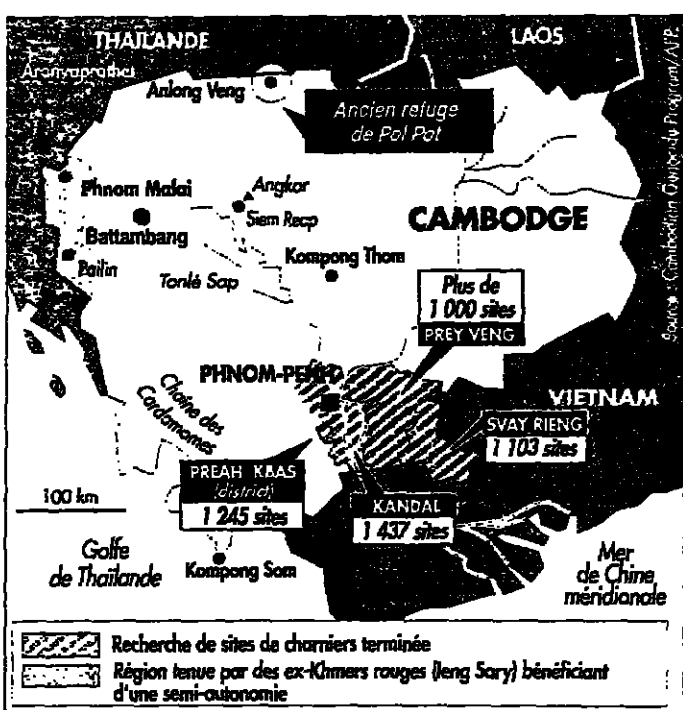 THAÏLANDE
LAOS
Aranyaprathet
Anlong Veng
Ancien refuge
de Pol Pot
Phnom Malai
Angkor
Siem Reap
CAMBODGE
Battambang
Kompong Thom
Pailin
Tonlé Sap
Plus de
1 000 sites
PREY VENG
PHNOM-PENH
VIETNAM
Chaîne des
Cardamomes
SVAY RIENG
1 103 sites
PREAH KBAS
(district)
1 245 sites
KANDAL
1 437 sites
100 km
Golfe
de Thaïlande
Kompong Som
Mer
de Chine
méridionale
Source : Cambodian Genocide Program/AFP
Recherche de sites de charniers terminée
Région tenue par des ex-Khmers rouges (Ieng Sary) bénéficiant
d'une semi-autonomie